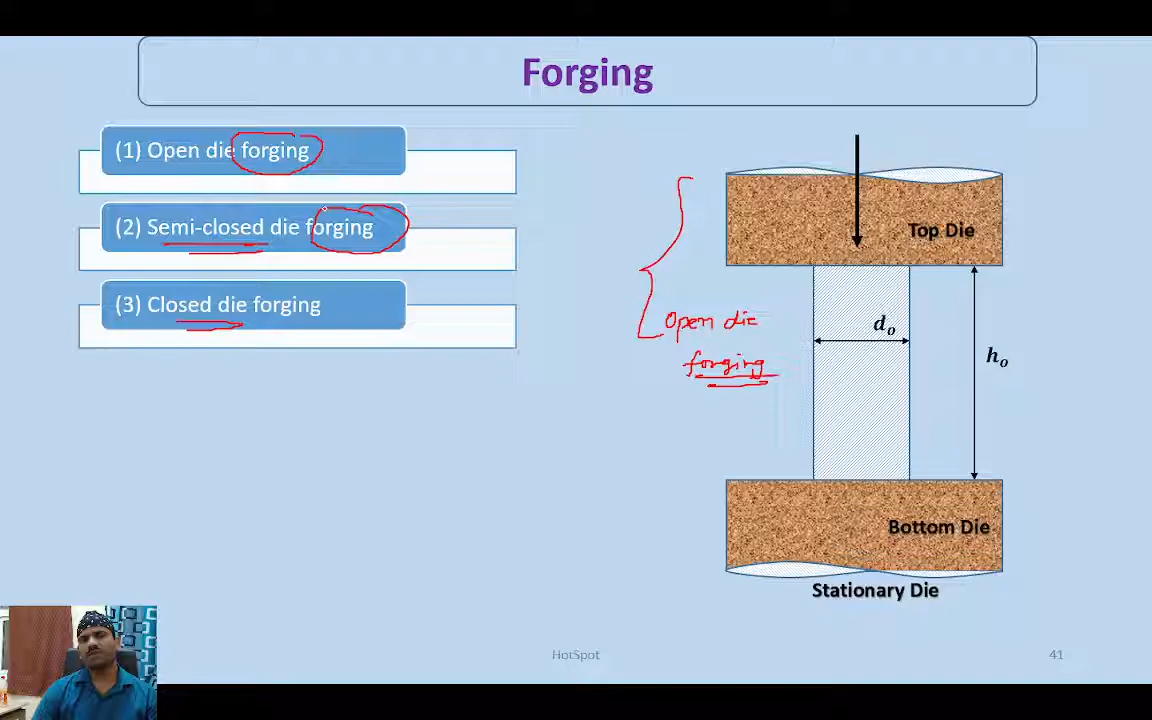 Forging
(1) Open die forging
(2) Semi-closed die forging
(3) Closed die forging
Top Die
Open die
forging
dₒ
hₒ
Bottom Die
Stationary Die
HotSpot
41